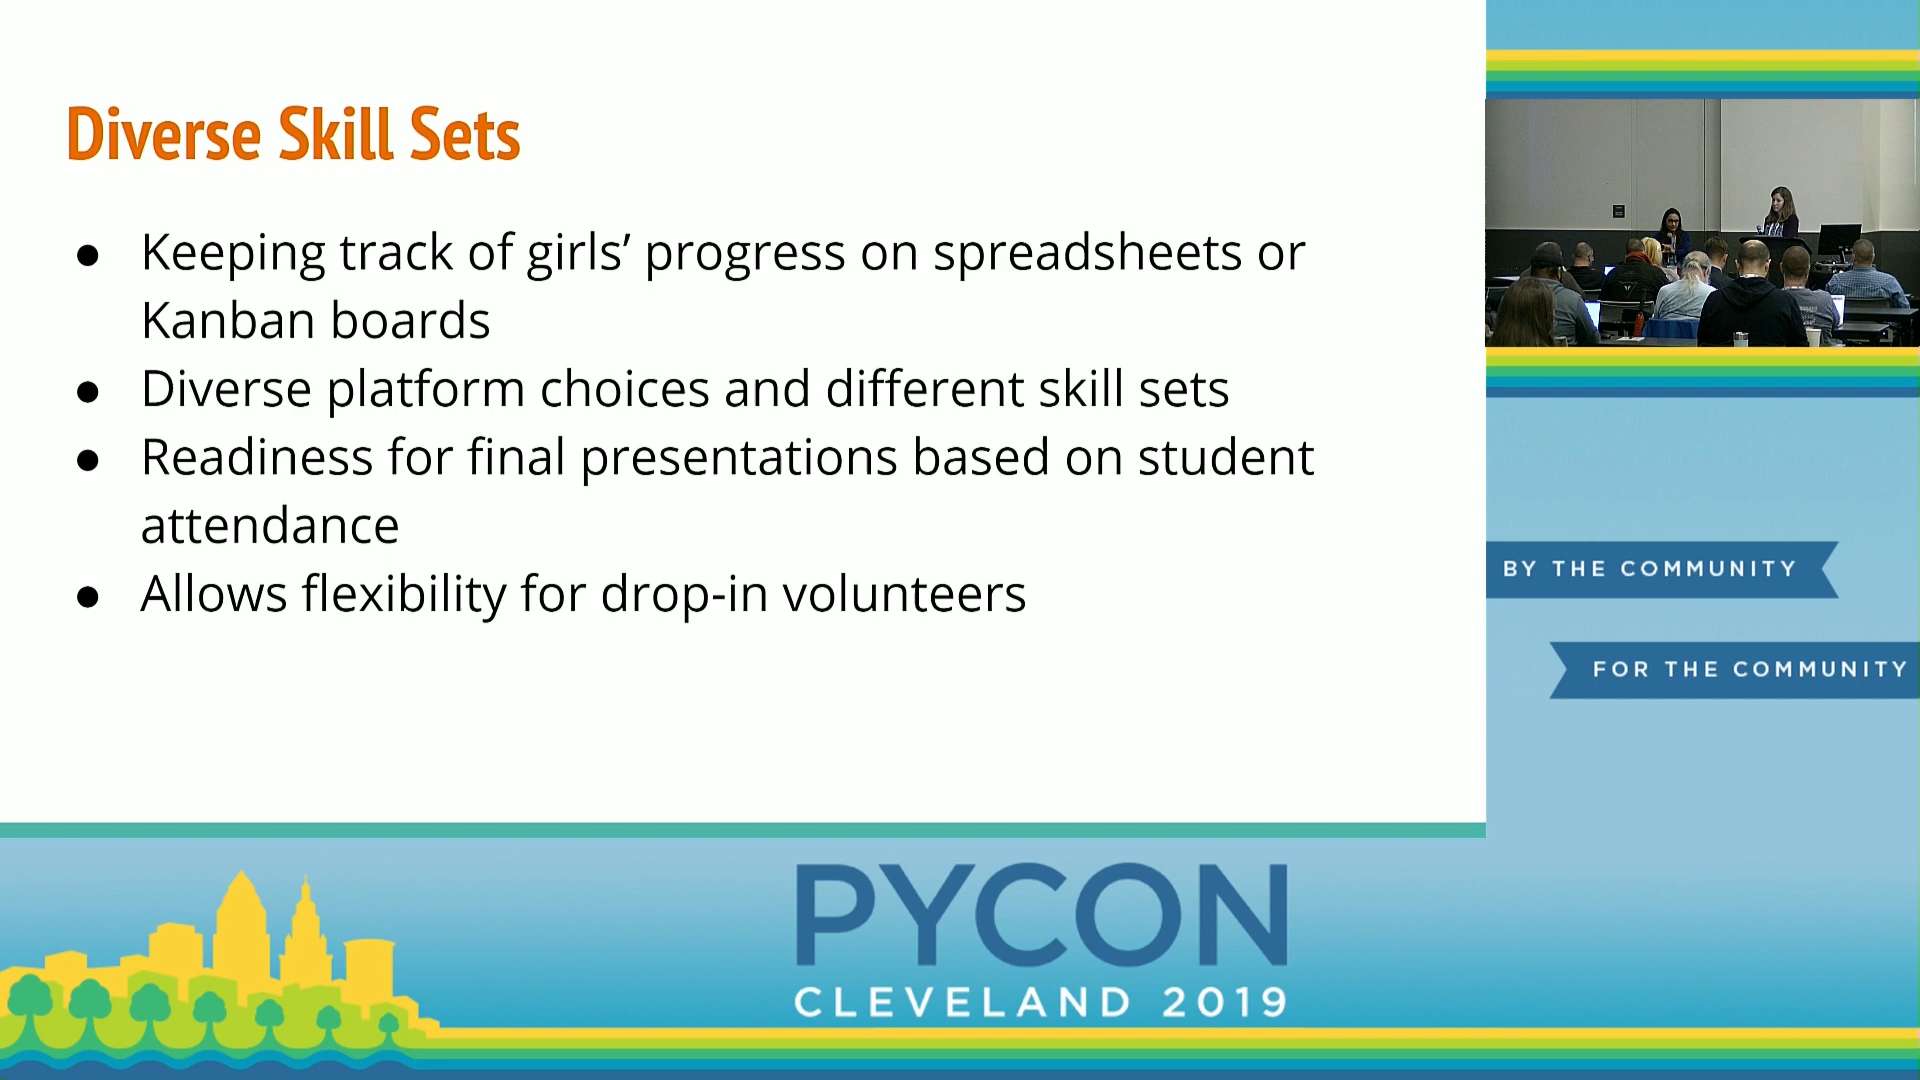 Diverse Skill Sets
● Keeping track of girls’ progress on spreadsheets or
Kanban boards
● Diverse platform choices and different skill sets
● Readiness for final presentations based on student
attendance
● Allows flexibility for drop-in volunteers
BY THE COMMUNITY
FOR THE COMMUNITY
PYCON
CLEVELAND 2019